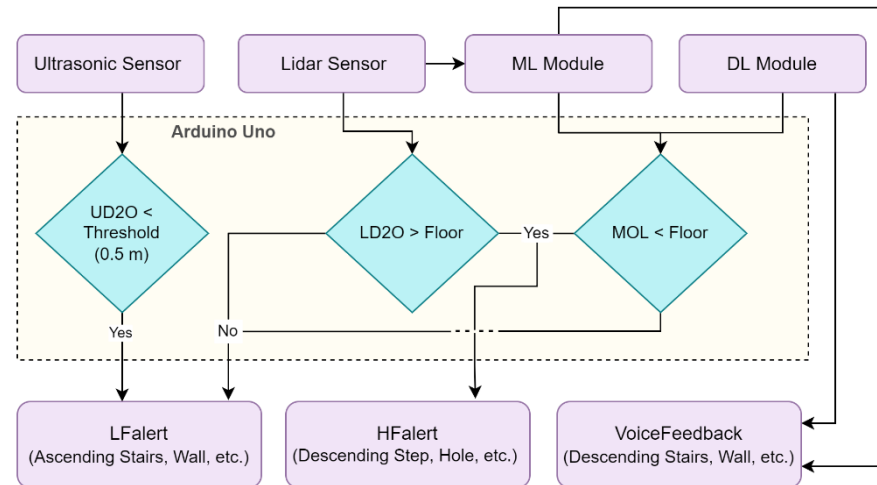 Ultrasonic Sensor
Lidar Sensor
ML Module
DL Module
Arduino Uno
UD2O <
Threshold
(0.5 m)
LD2O > Floor
Yes
MOL < Floor
Yes
No
LFalert
(Ascending Stairs, Wall, etc.)
HFalert
(Descending Step, Hole, etc.)
VoiceFeedback
(Descending Stairs, Wall, etc.)